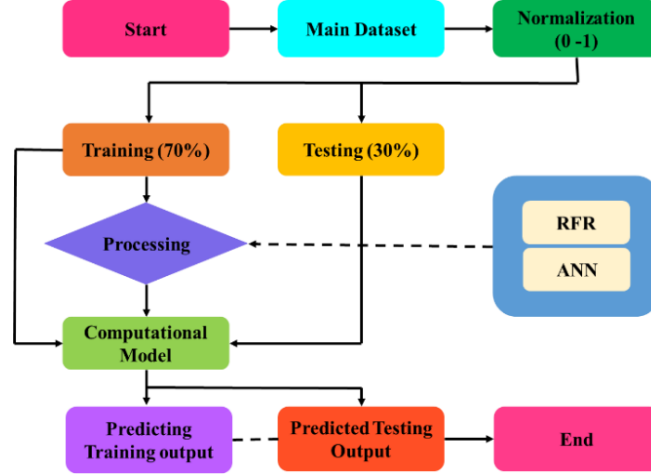 Start
Main Dataset
Normalization
(0 -1)
Training (70%)
Testing (30%)
Processing
RFR
ANN
Computational
Model
Predicting
Training output
Predicted Testing
Output
End